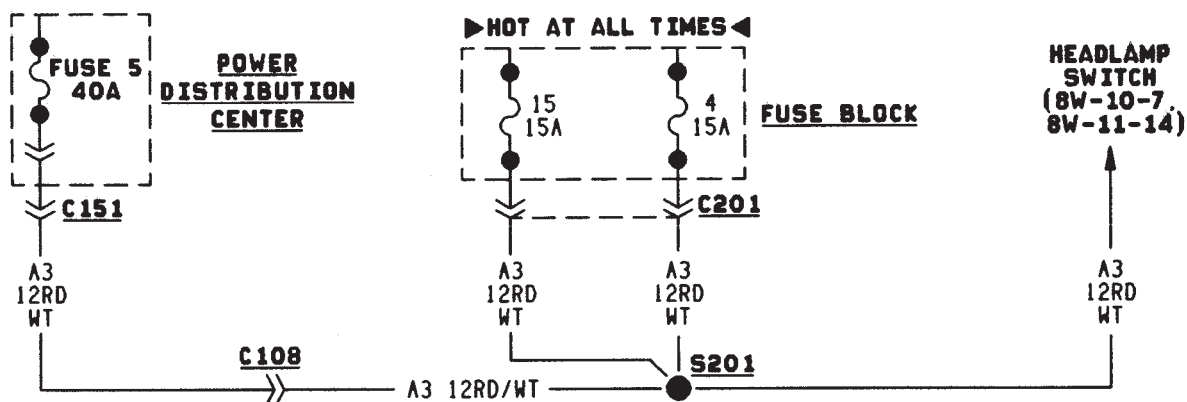 ▶HOT AT ALL TIMES◀
FUSE 5
40A
POWER
DISTRIBUTION
CENTER
15
15A
4
15A
FUSE BLOCK
HEADLAMP
SWITCH
(8W-10-7,
8W-11-14)
C151
C201
A3
12RD
WT
A3
12RD
WT
A3
12RD
WT
A3
12RD
WT
C108
A3 12RD/WT
S201